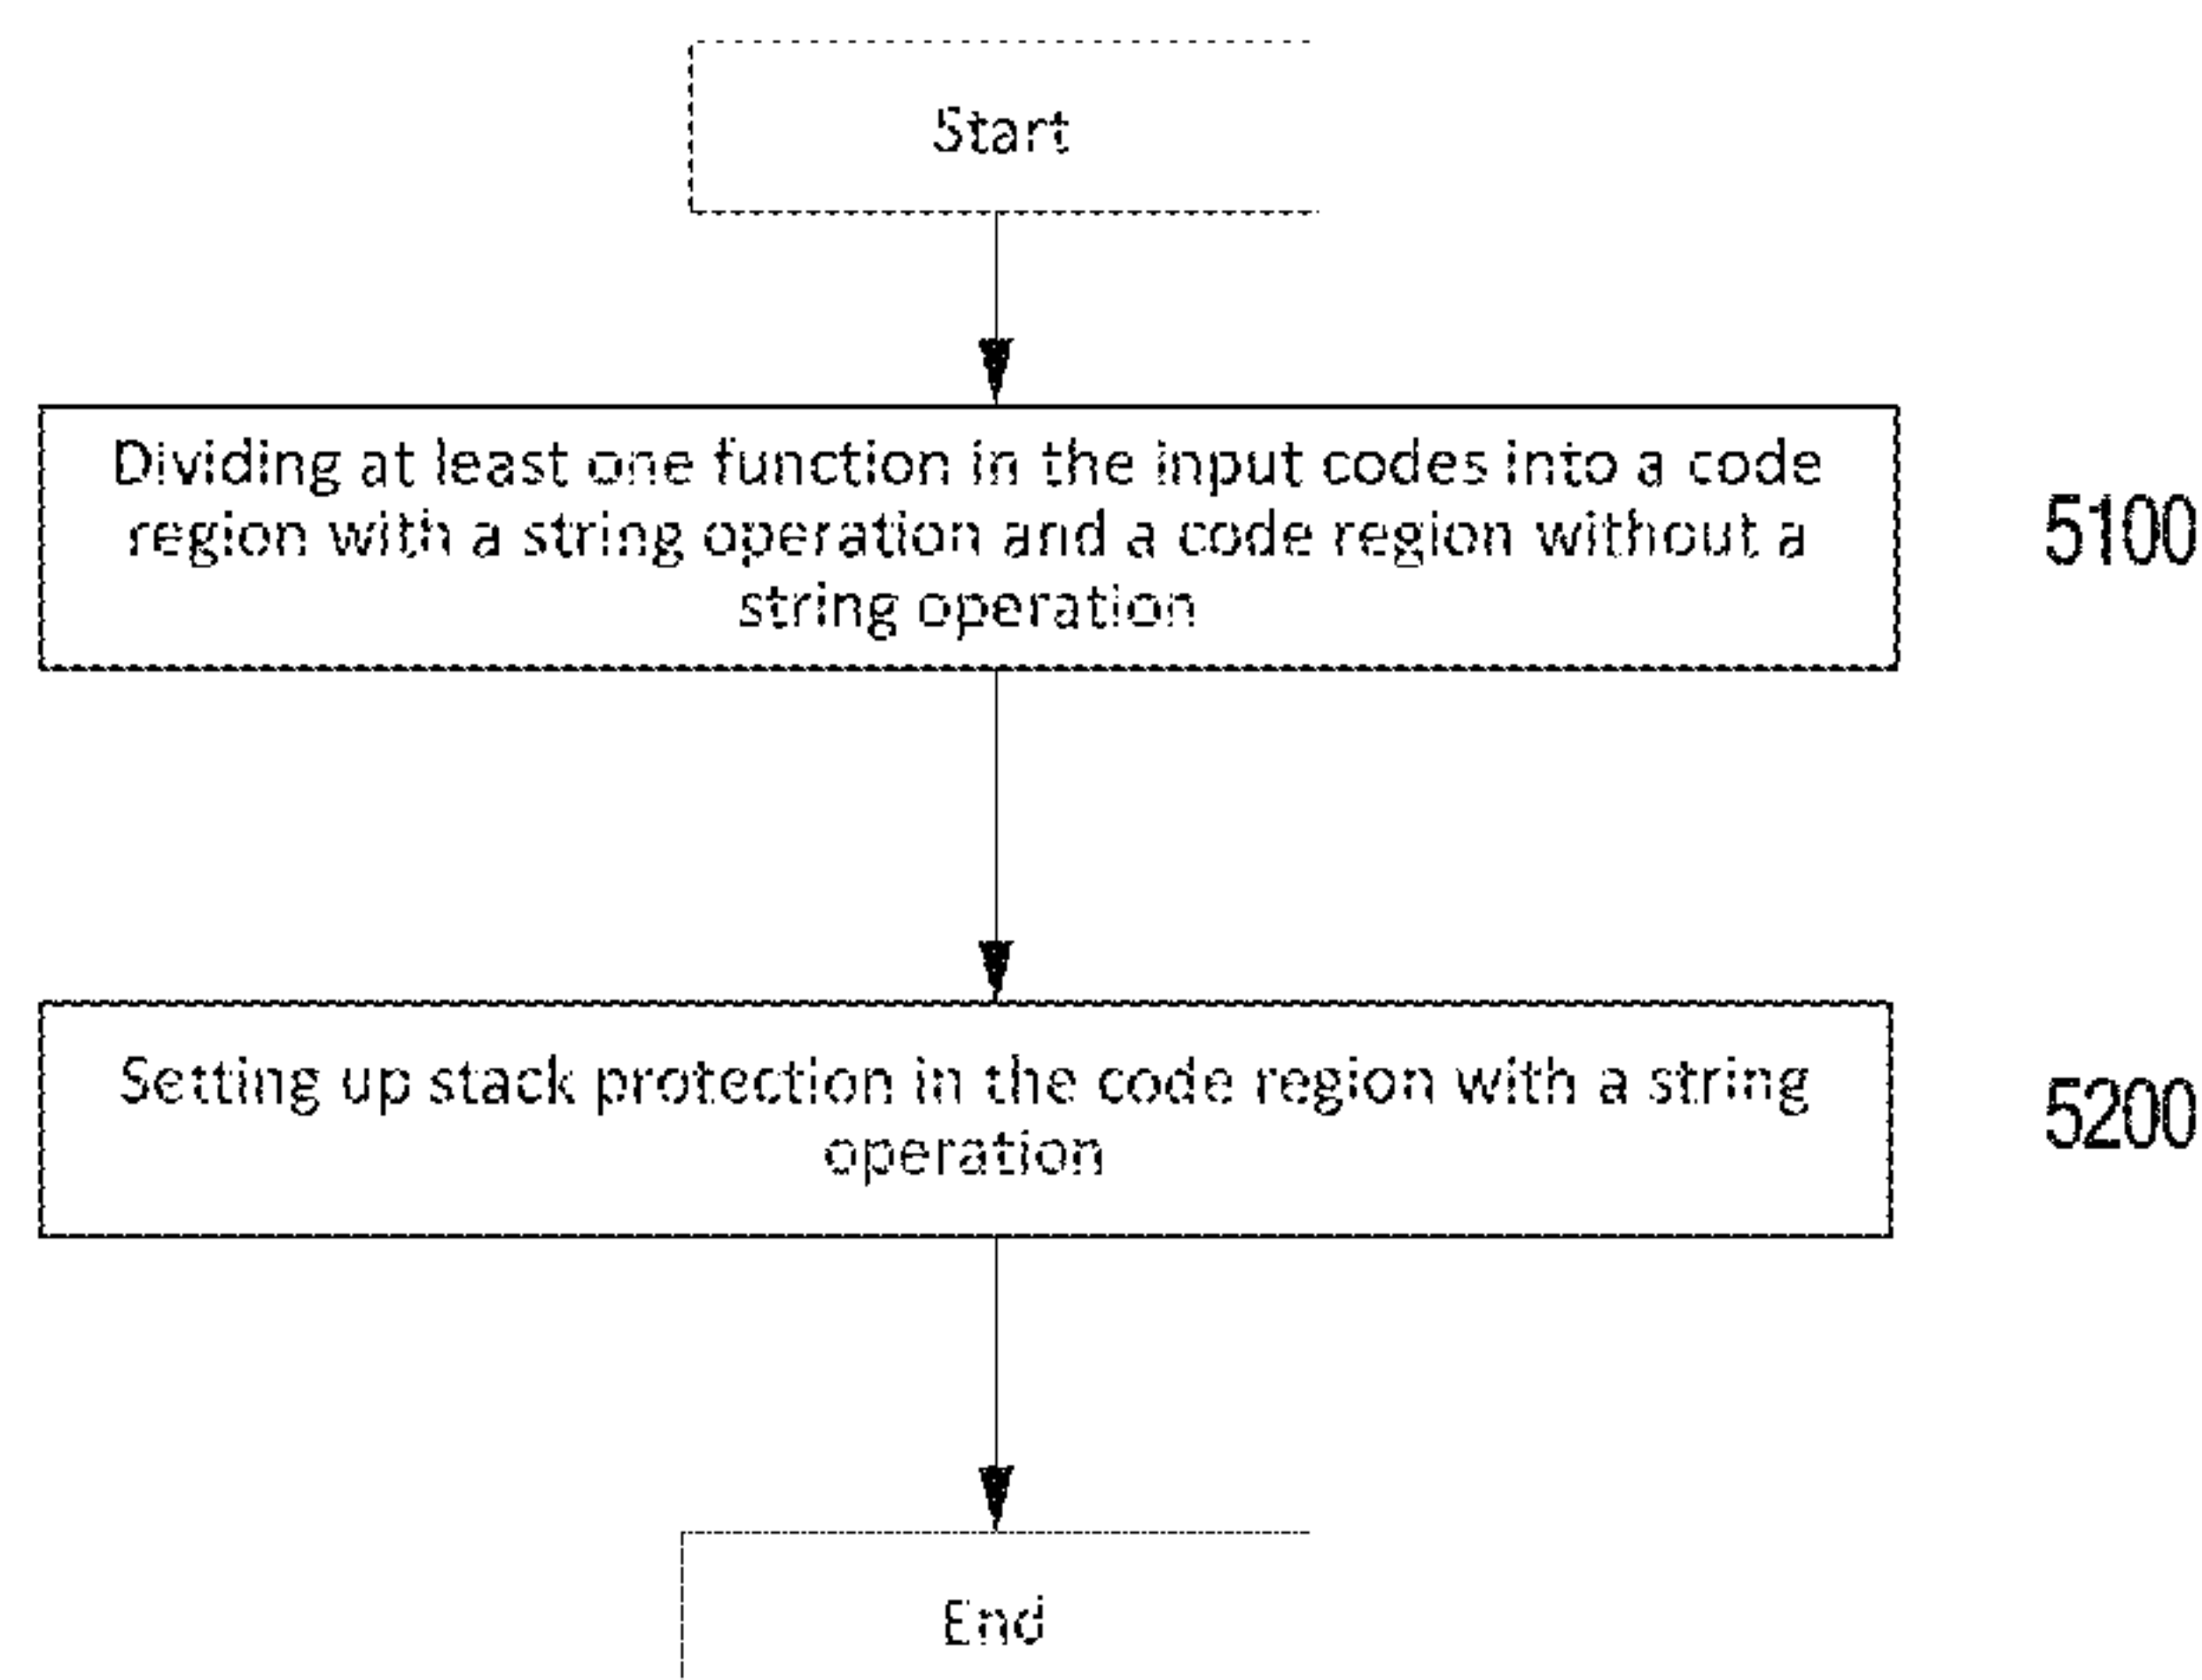 Start
Dividing at least one function in the input codes into a code
region with a string operation and a code region without a
string operation
5100
Setting up stack protection in the code region with a string
operation
5200
End